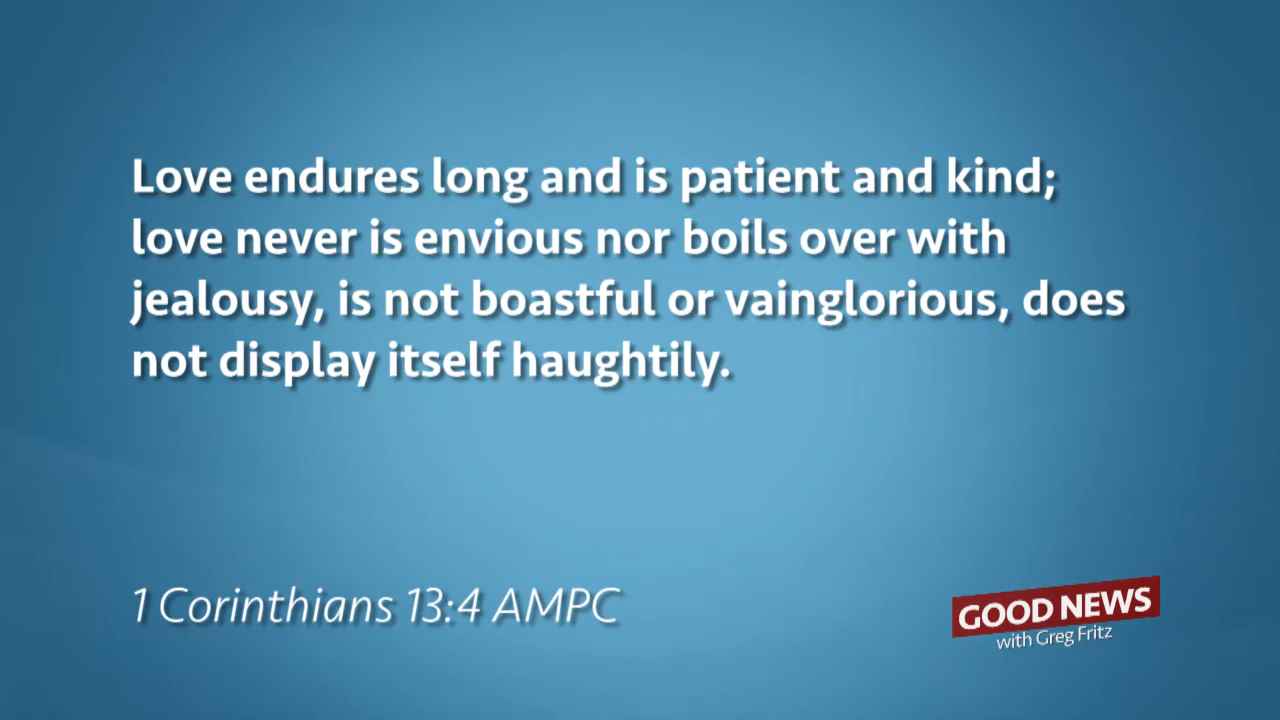 Love endures long and is patient and kind;
love never is envious nor boils over with
jealousy, is not boastful or vainglorious, does
not display itself haughtily.
1 Corinthians 13:4 AMPC
GOOD NEWS
with Greg Fritz